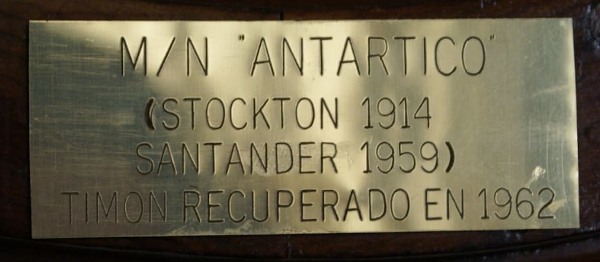 M/N "ANTARTICO"
(STOCKTON 1914
SANTANDER 1959)
TIMON RECUPERADO EN 1962